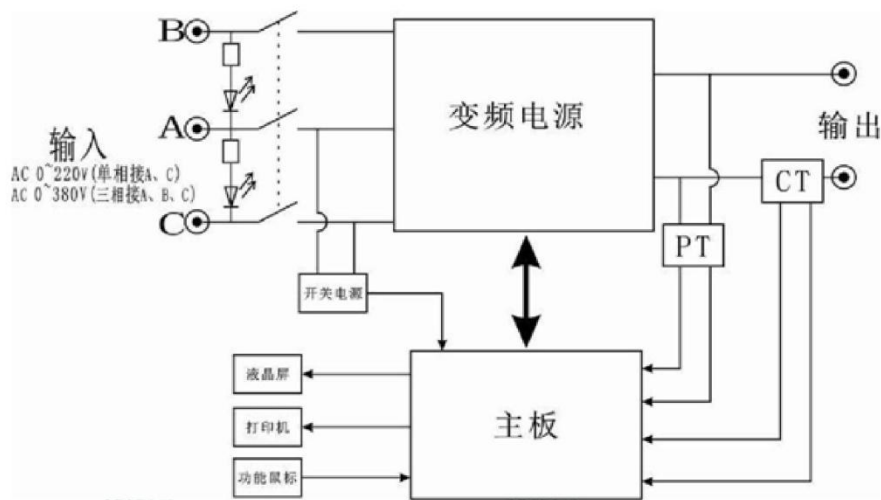 B
变频电源
A
输入
AC 0~220V(单相接A、C)
AC 0~380V(三相接A、B、C)
C
输出
CT
PT
开关电源
液晶屏
主板
打印机
功能鼠标